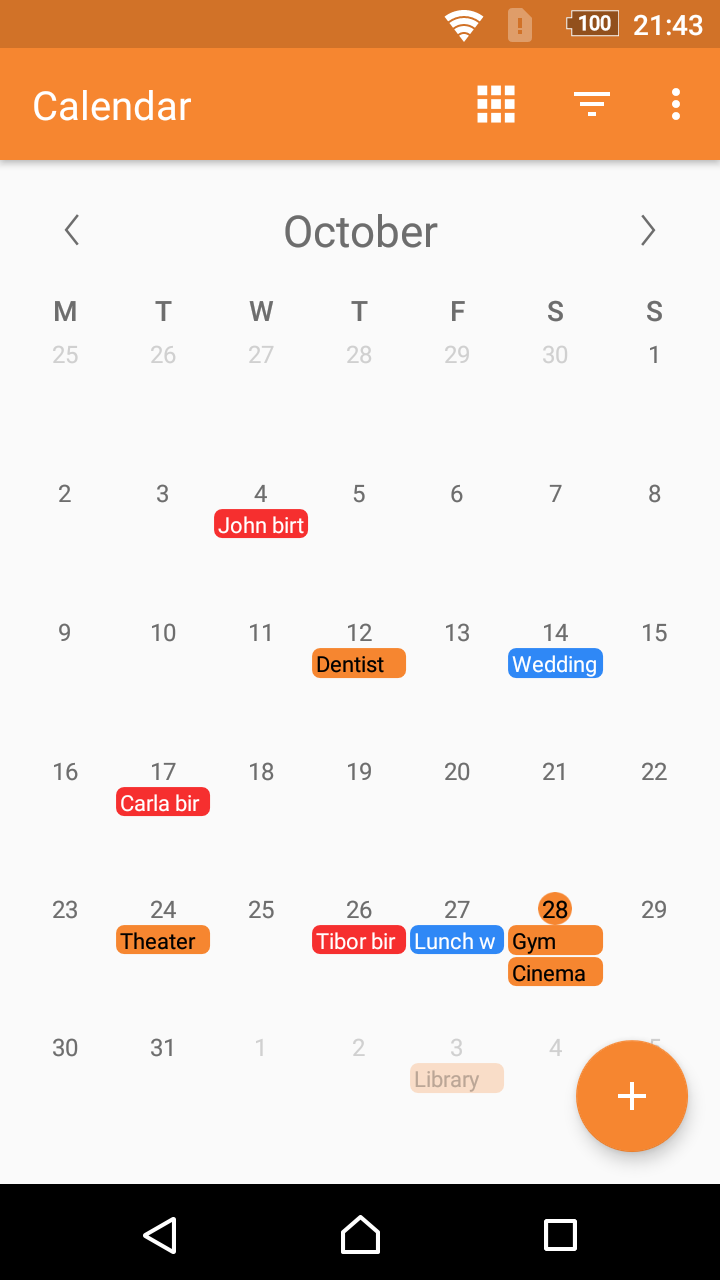 100 21:43
Calendar
October
M T W T F S S
25 26 27 28 29 30 1
2 3 4 5 6 7 8
John birt
9 10 11 12 13 14 15
Dentist Wedding
16 17 18 19 20 21 22
Carla bir
23 24 25 26 27 28 29
Theater Tibor bir Lunch w Gym
Cinema
30 31 1 2 3 4 5
Library